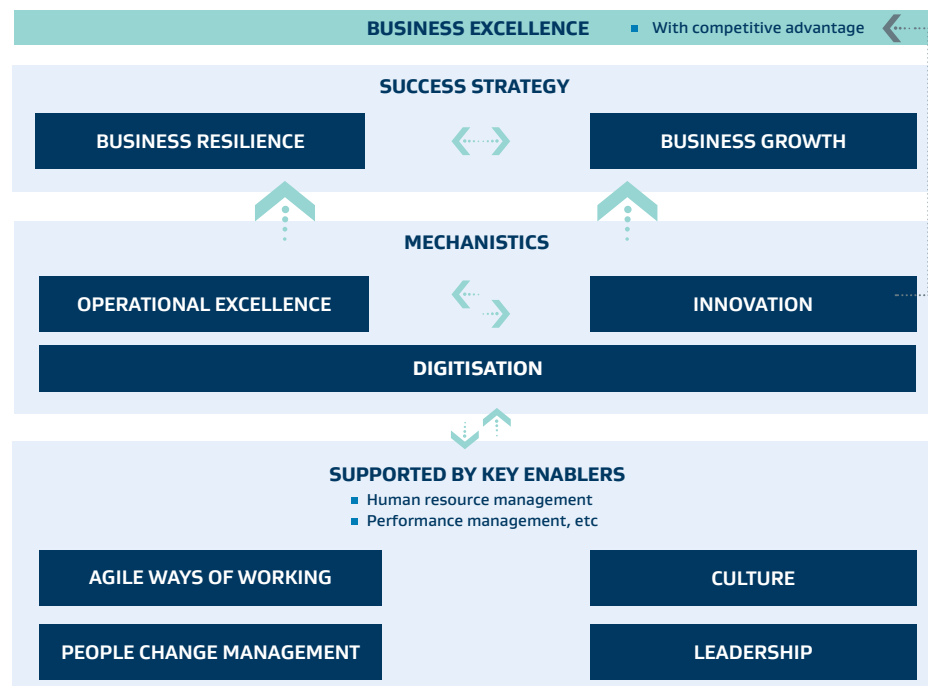 BUSINESS EXCELLENCE
With competitive advantage
SUCCESS STRATEGY
BUSINESS RESILIENCE
BUSINESS GROWTH
MECHANISTICS
OPERATIONAL EXCELLENCE
INNOVATION
DIGITISATION
SUPPORTED BY KEY ENABLERS
Human resource management
Performance management, etc
AGILE WAYS OF WORKING
CULTURE
PEOPLE CHANGE MANAGEMENT
LEADERSHIP